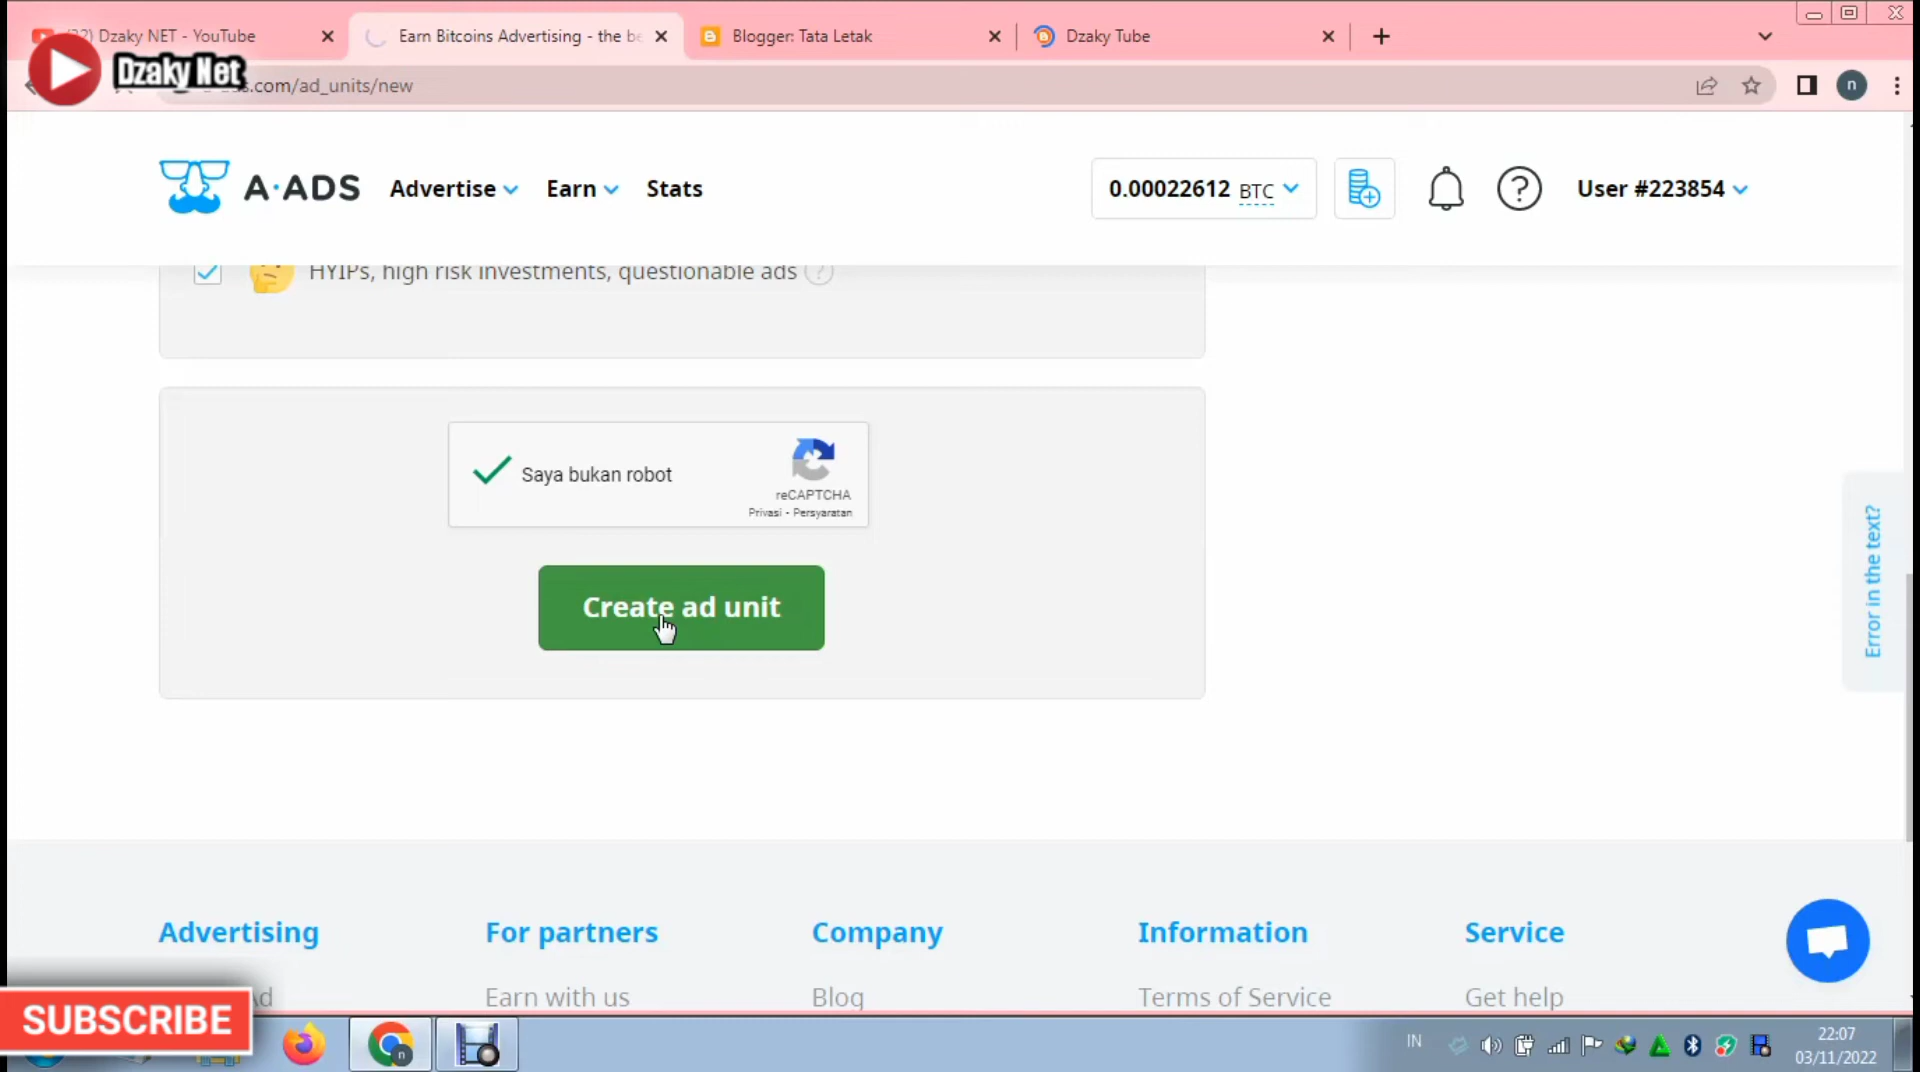 Dzaky NET - YouTube
Earn Bitcoins Advertising - the be
Blogger: Tata Letak
Dzaky Tube
Dzaky Net
.com/ad_units/new
n
A-ADS
Advertise
Earn
Stats
0.00022612 BTC
?
User #223854
HYIPs, high risk investments, questionable ads ?
Saya bukan robot
reCAPTCHA
Privasi - Persyaratan
Create ad unit
Error in the text?
Advertising
For partners
Company
Information
Service
Earn with us
Blog
Terms of Service
Get help
SUBSCRIBE
n
IN
22:07
03/11/2022